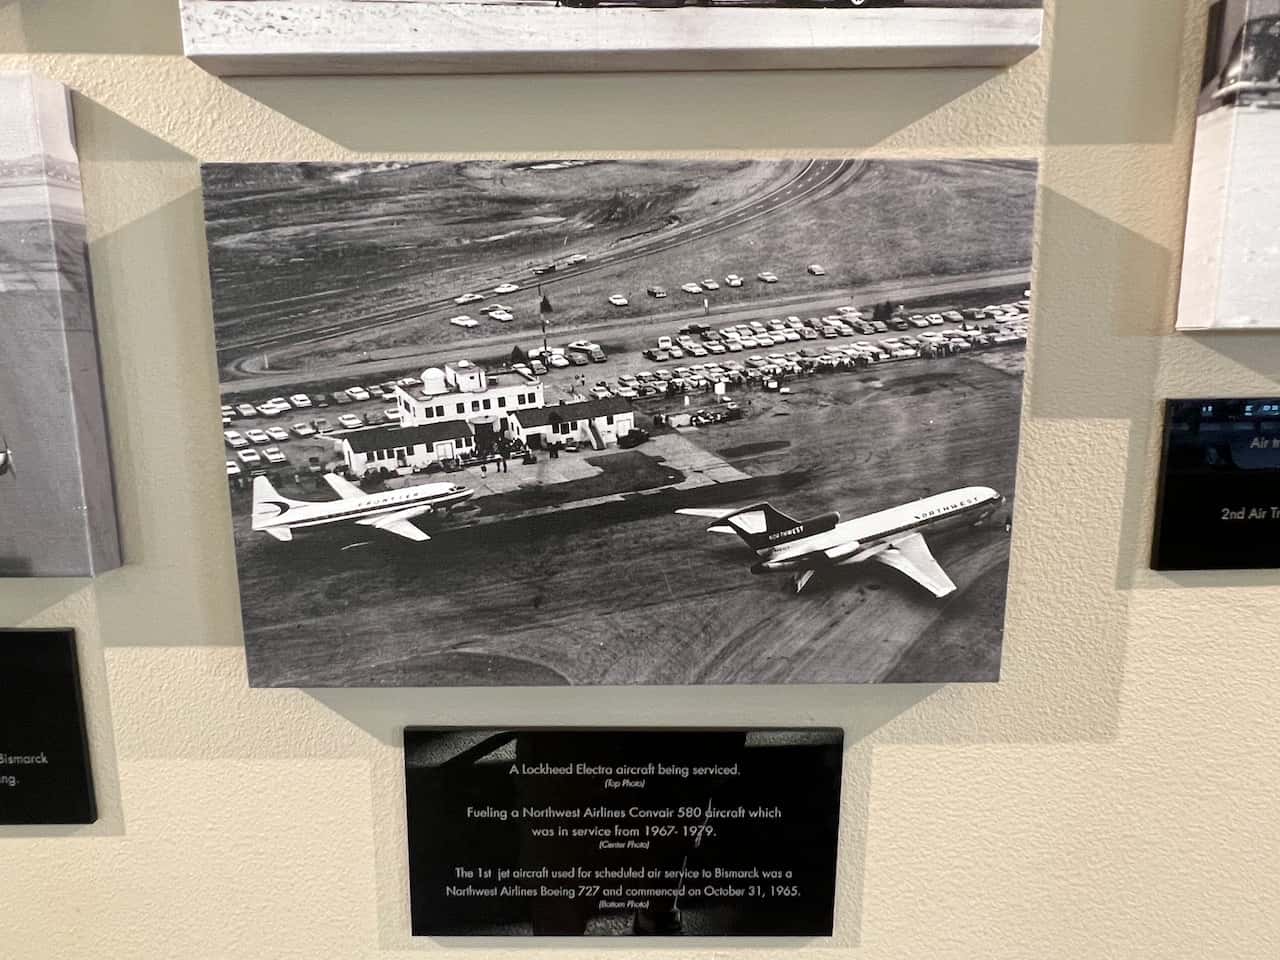 FRONTIER
NORTHWEST
NORTHWEST
A Lockheed Electra aircraft being serviced.
(Top Photo)
Fueling a Northwest Airlines Convair 580 aircraft which
was in service from 1967- 1979.
(Center Photo)
The 1st jet aircraft used for scheduled air service to Bismarck was a
Northwest Airlines Boeing 727 and commenced on October 31, 1965.
(Bottom Photo)
Bismarck
ng.
Air tr
2nd Air Tr